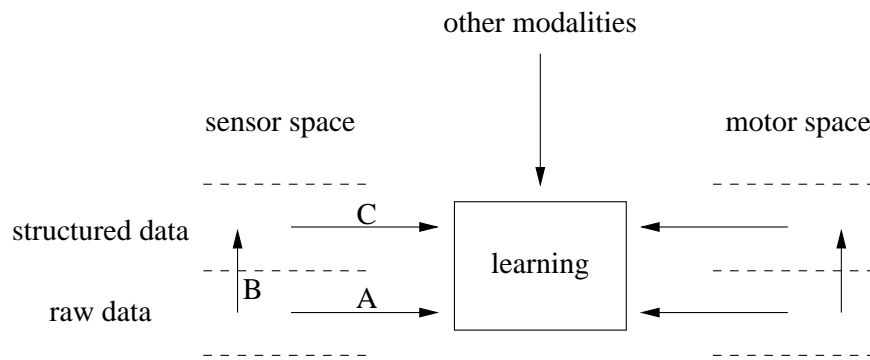 other modalities
sensor space
motor space
C
structured data
learning
B
A
raw data